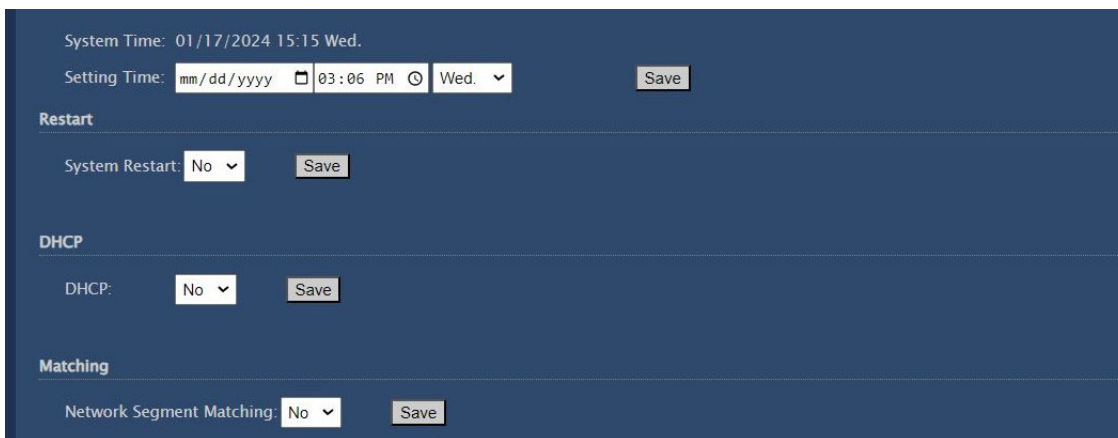 System Time: 01/17/2024 15:15 Wed.
Setting Time: mm/dd/yyyy 03:06 PM Wed. Save
Restart
System Restart: No Save
DHCP
DHCP: No Save
Matching
Network Segment Matching: No Save